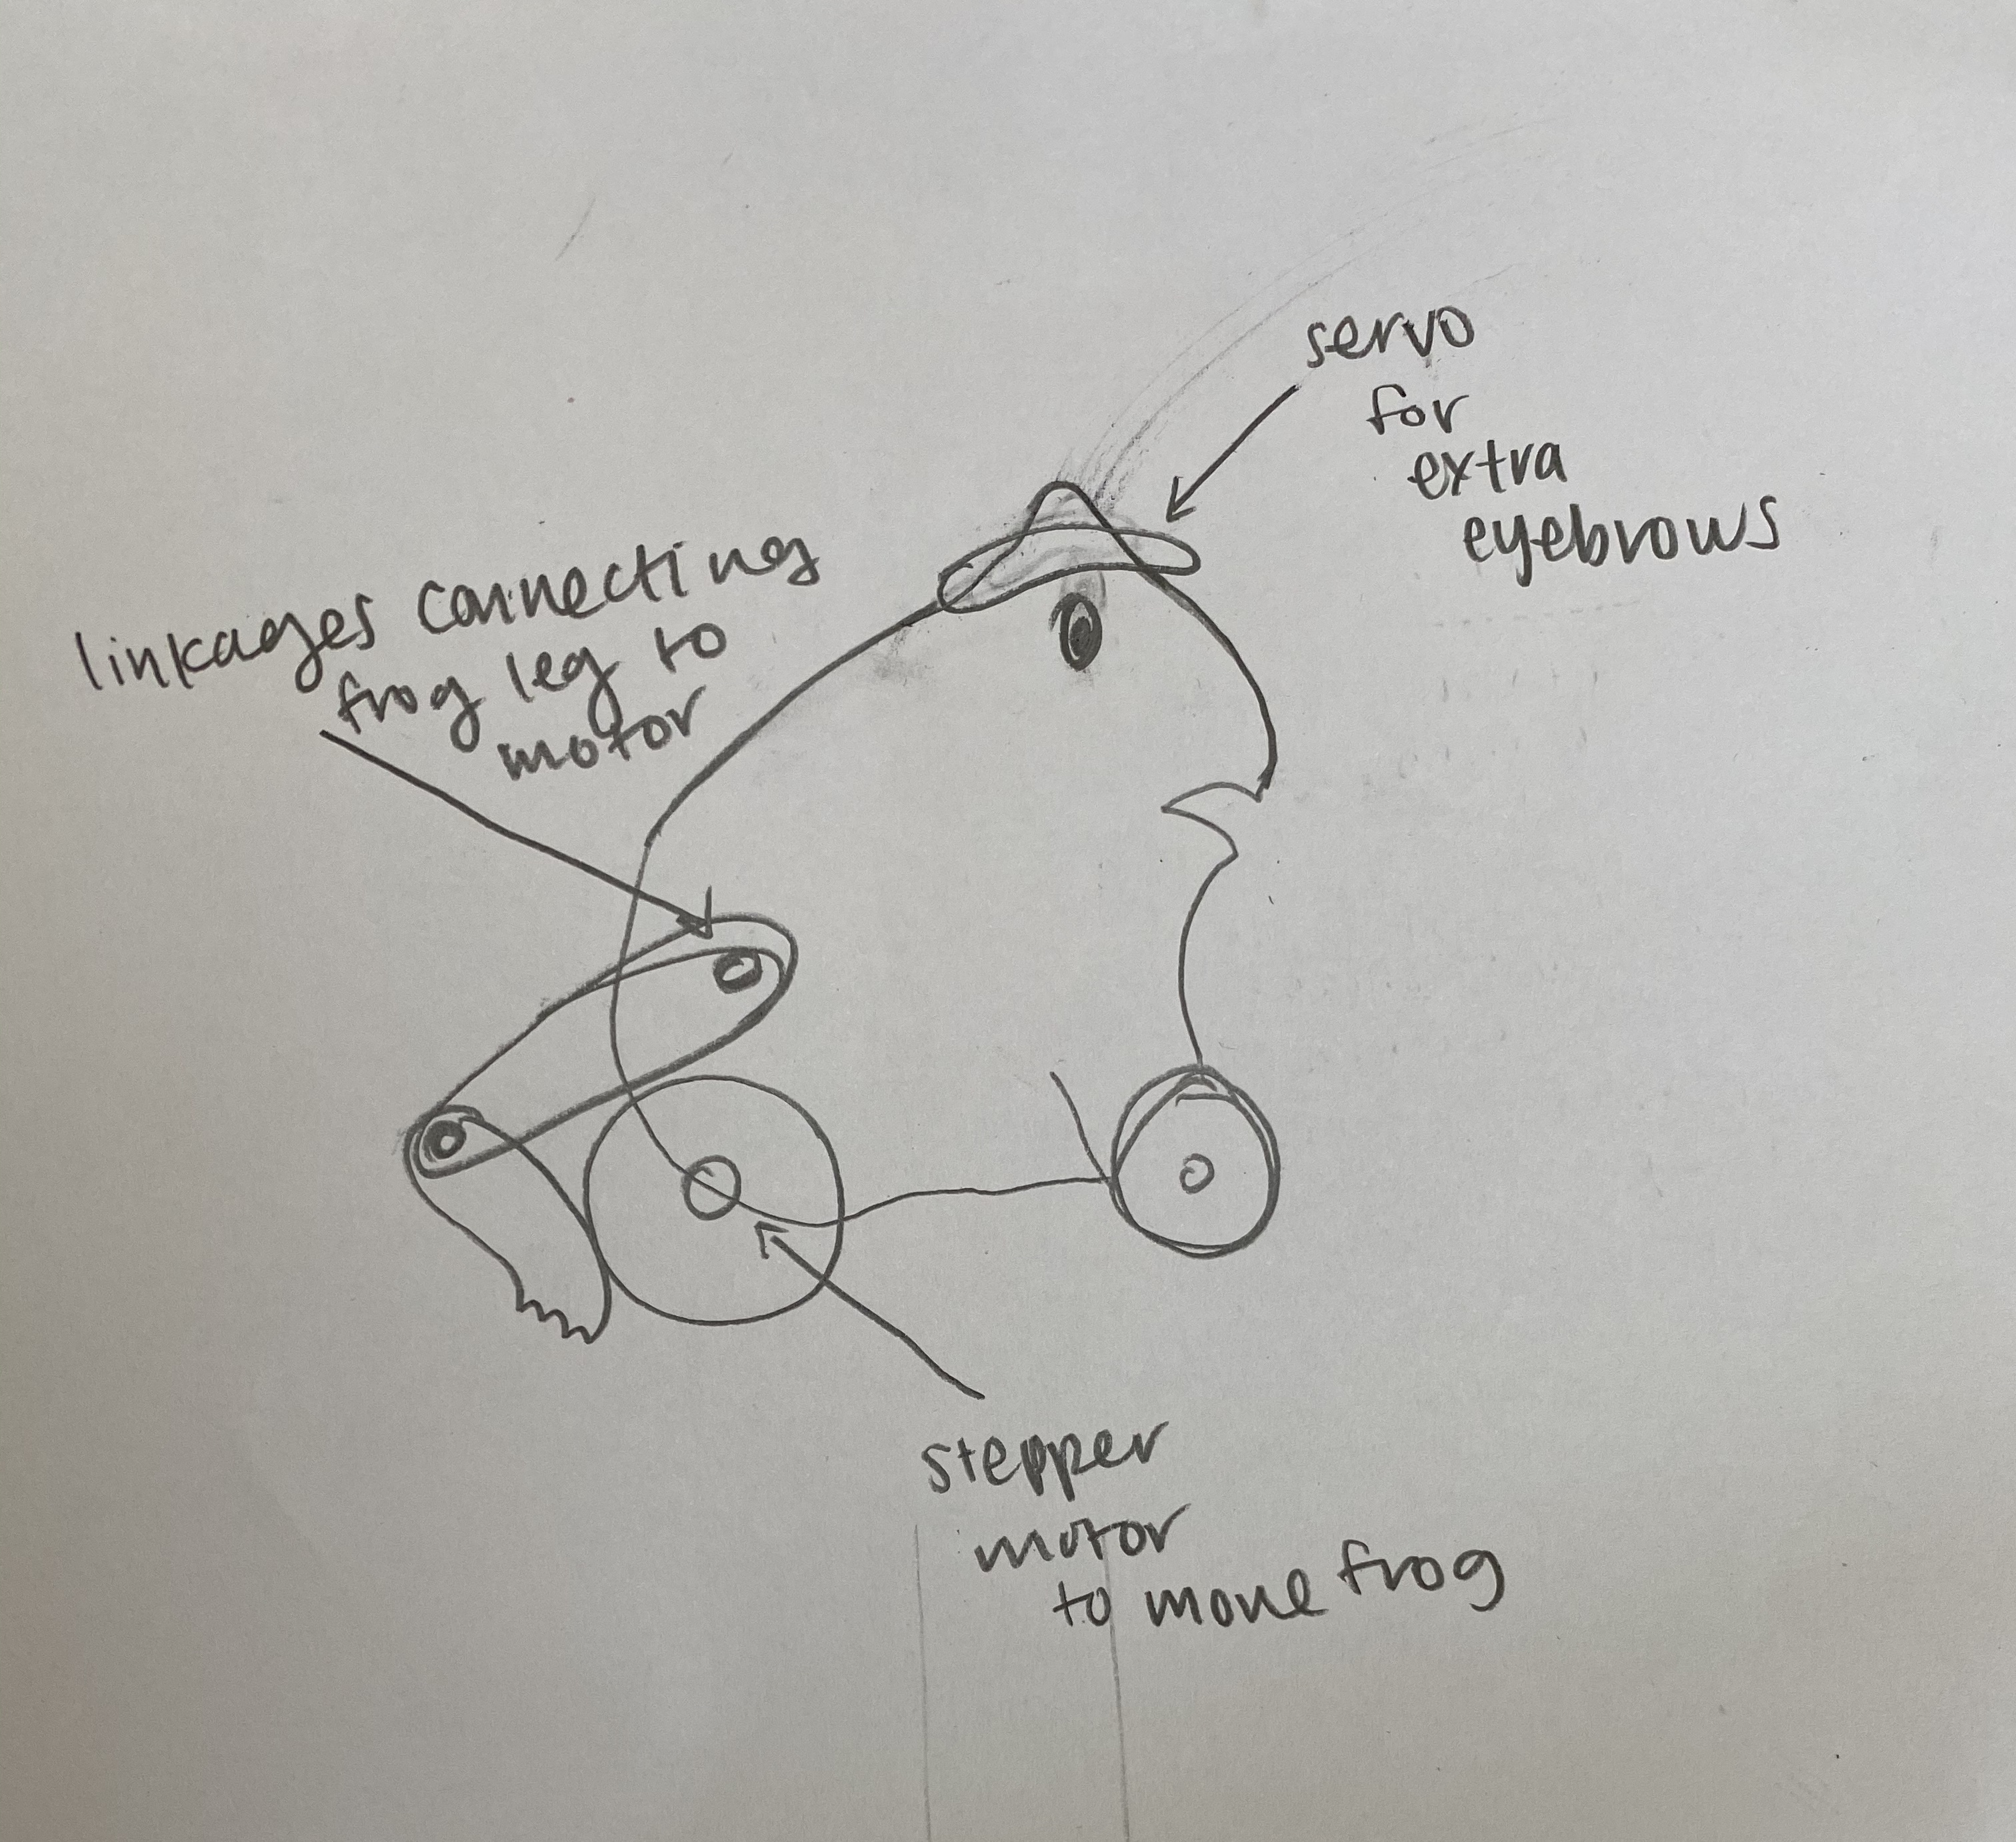 servo
for
extra
eyebrows
linkages connecting
frog leg to
motor
stepper
motor
to move frog